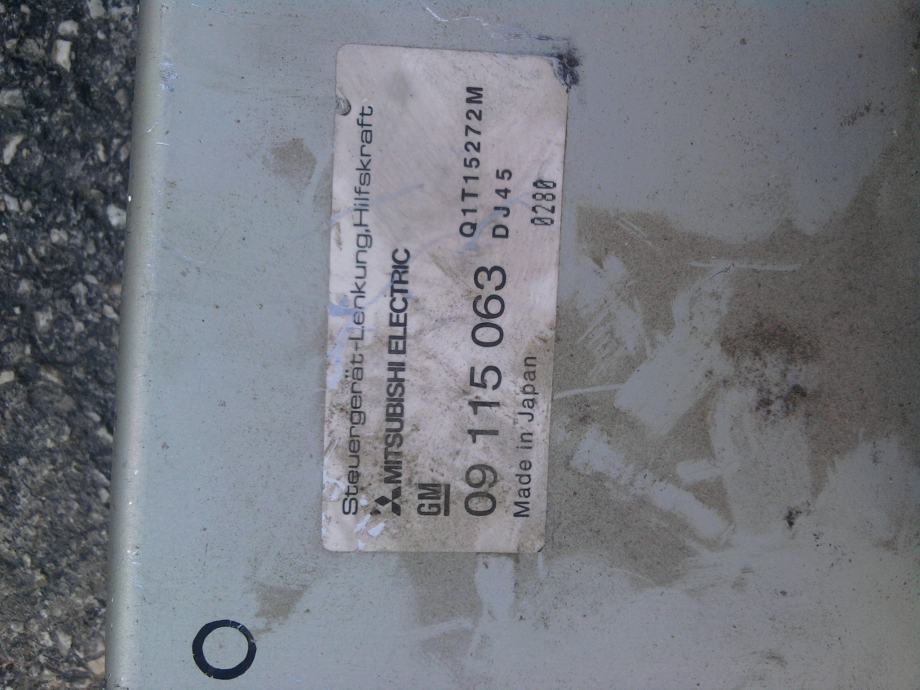 Steuergerät-Lenkung,Hilfskraft
MITSUBISHI ELECTRIC
GM
Q1T15272M
09 115 063 DJ45
Made in Japan 0280